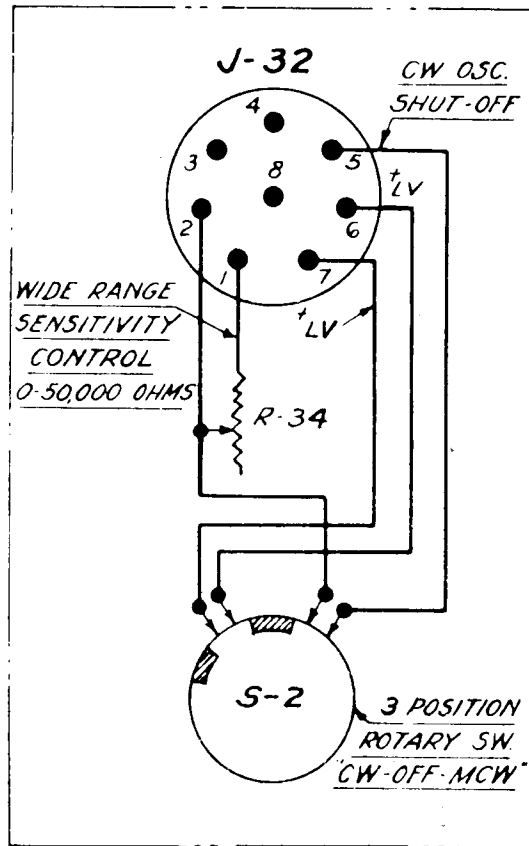 J-32
CW OSC.
SHUT-OFF
4
3
5
8
+LV
2
6
1
7
WIDE RANGE
SENSITIVITY
CONTROL
0-50,000 OHMS
+LV
R-34
S-2
3 POSITION
ROTARY SW.
"CW-OFF-MCW"